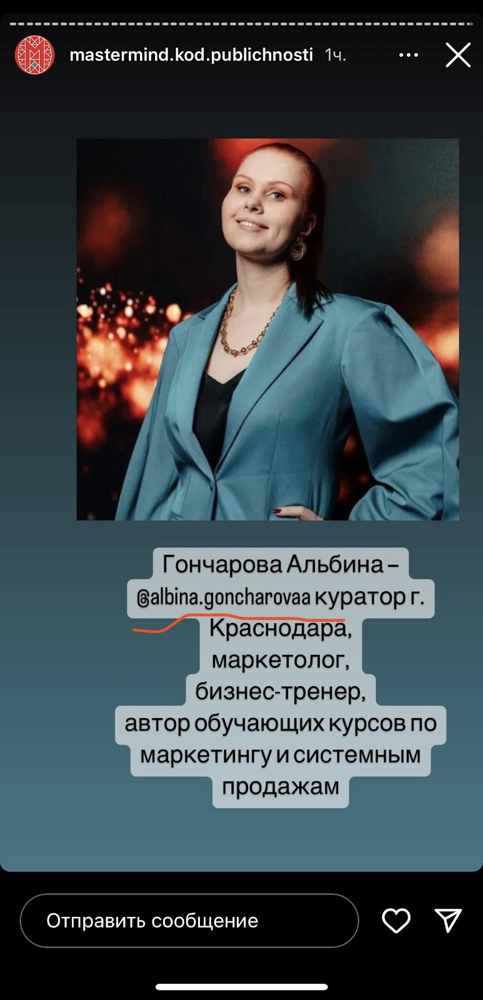 mastermind.kod.publichnosti 1ч.
Гончарова Альбина –
@albina.goncharovaa куратор г.
Краснодара,
маркетолог,
бизнес-тренер,
автор обучающих курсов по
маркетингу и системным
продажам
Отправить сообщение